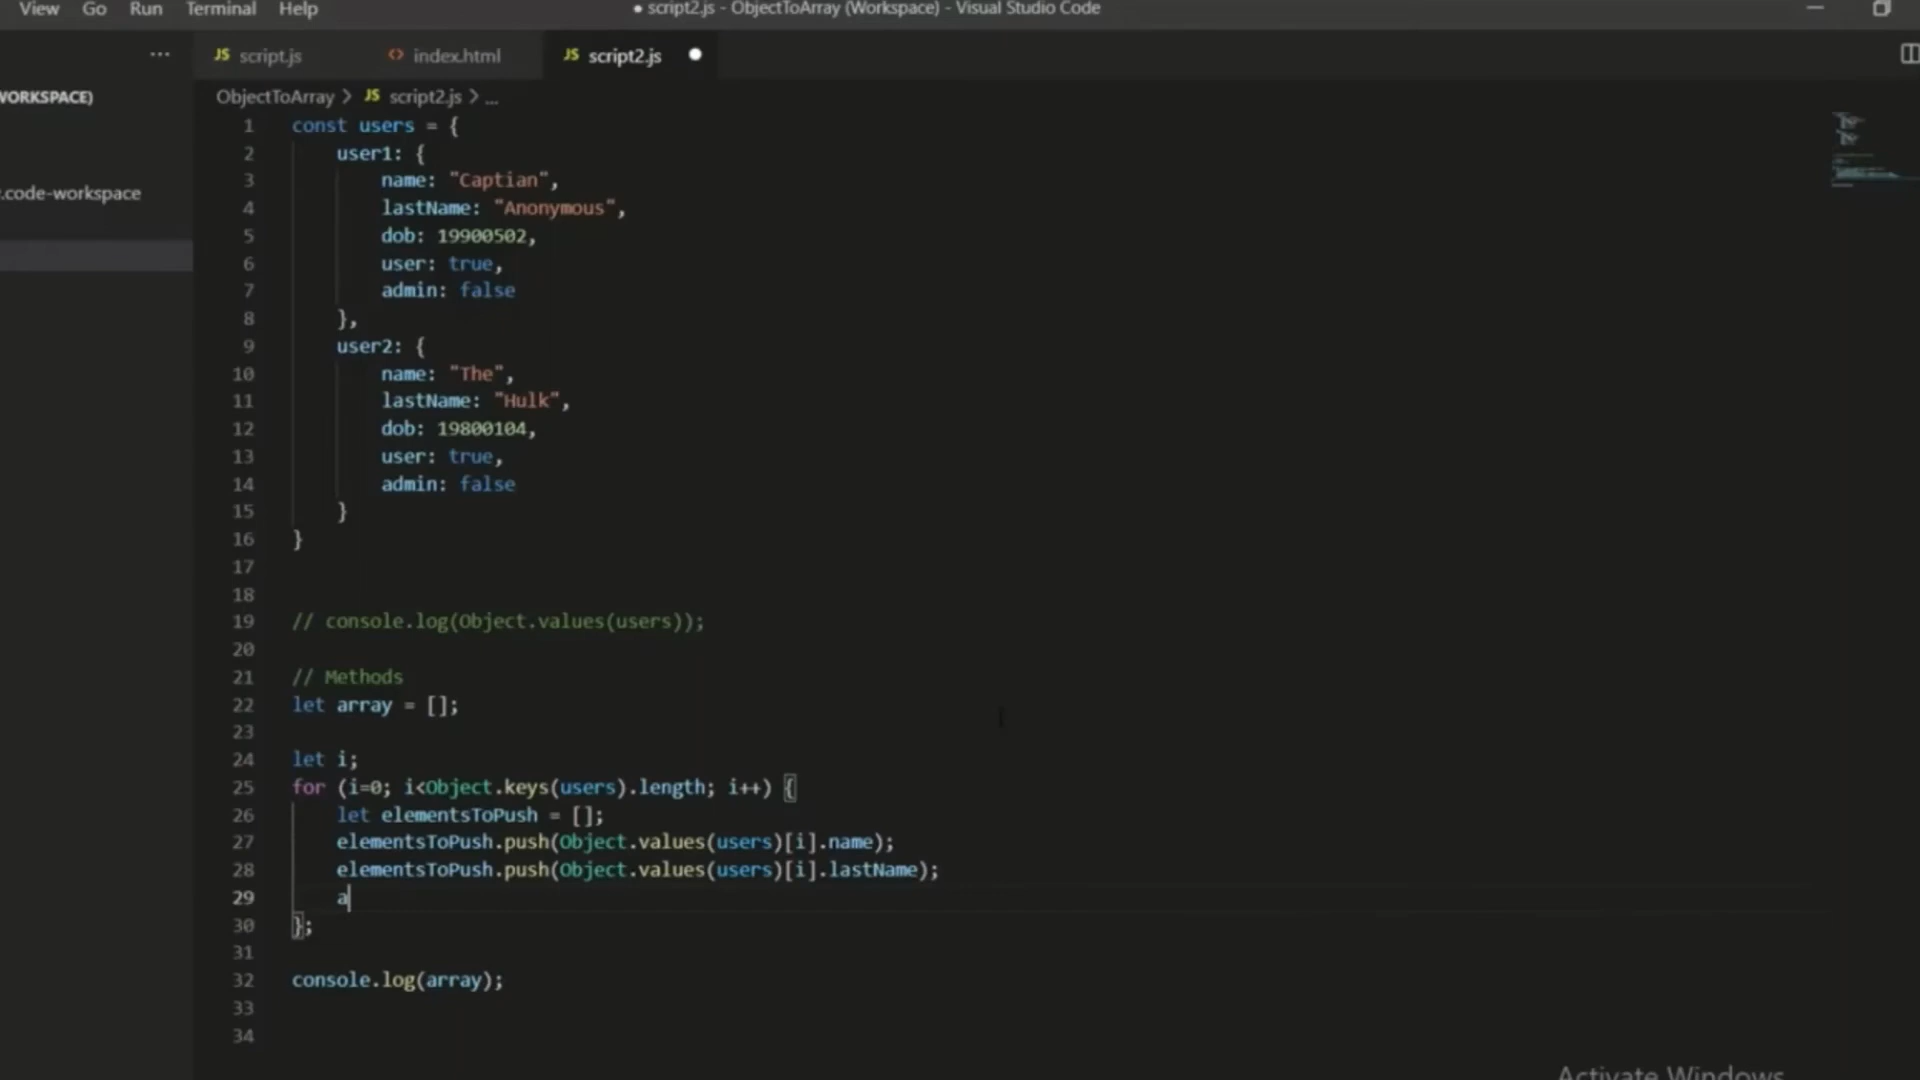 View Go Run Terminal Help ● script2.js - ObjectToArray (Workspace) - Visual Studio Code
··· JS script.js <> index.html JS script2.js ●
WORKSPACE) ObjectToArray > JS script2.js > ...
.code-workspace
1 const users = {
2 user1: {
3 name: "Captian",
4 lastName: "Anonymous",
5 dob: 19900502,
6 user: true,
7 admin: false
8 },
9 user2: {
10 name: "The",
11 lastName: "Hulk",
12 dob: 19800104,
13 user: true,
14 admin: false
15 }
16 }
17
18
19 // console.log(Object.values(users));
20
21 // Methods
22 let array = [];
23
24 let i;
25 for (i=0; i<Object.keys(users).length; i++) {
26 let elementsToPush = [];
27 elementsToPush.push(Object.values(users)[i].name);
28 elementsToPush.push(Object.values(users)[i].lastName);
29 a
30 };
31
32 console.log(array);
33
34
Activate Windows